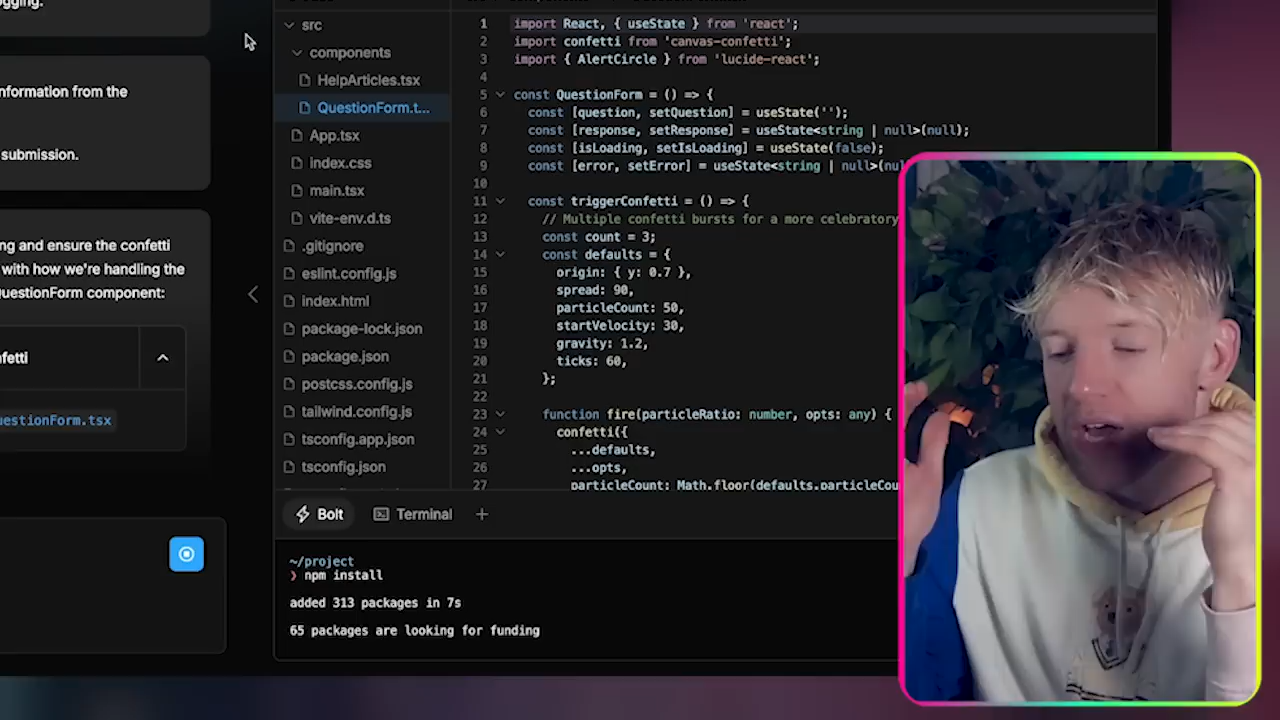 ogging.
nformation from the
submission.
ng and ensure the confetti
with how we're handling the
QuestionForm component:
nfetti
uestionForm.tsx
src
components
HelpArticles.tsx
QuestionForm.t...
App.tsx
index.css
main.tsx
vite-env.d.ts
.gitignore
eslint.config.js
index.html
package-lock.json
package.json
postcss.config.js
tailwind.config.js
tsconfig.app.json
tsconfig.json
1 import React, { useState } from 'react';
2 import confetti from 'canvas-confetti';
3 import { AlertCircle } from 'lucide-react';
4
5 const QuestionForm = () => {
6 const [question, setQuestion] = useState('');
7 const [response, setResponse] = useState<string | null>(null);
8 const [isLoading, setIsLoading] = useState(false);
9 const [error, setError] = useState<string | null>(nul
10
11 const triggerConfetti = () => {
12 // Multiple confetti bursts for a more celebratory
13 const count = 3;
14 const defaults = {
15 origin: { y: 0.7 },
16 spread: 90,
17 particleCount: 50,
18 startVelocity: 30,
19 gravity: 1.2,
20 ticks: 60,
21 };
22
23 function fire(particleRatio: number, opts: any) {
24 confetti({
25 ...defaults,
26 ...opts,
27 particleCount: Math.floor(defaults.particleCou
Bolt
Terminal
~/project
❯ npm install
added 313 packages in 7s
65 packages are looking for funding